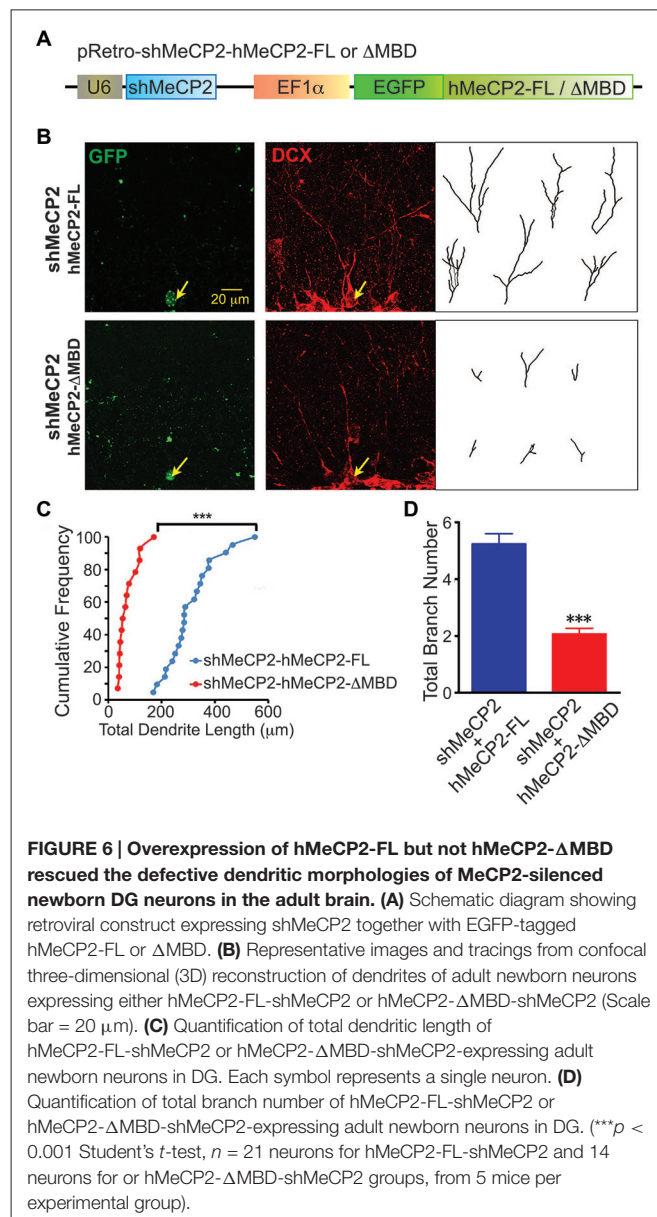 A
pRetro-shMeCP2-hMeCP2-FL or ΔMBD
U6 shMeCP2 EF1α EGFP hMeCP2-FL / ΔMBD
B
GFP DCX
shMeCP2
hMeCP2-FL
20 μm
shMeCP2
hMeCP2-ΔMBD
C
***
Cumulative Frequency
100
80
60
40
20
0
0 200 400 600
Total Dendrite Length (μm)
shMeCP2-hMeCP2-FL
shMeCP2-hMeCP2-ΔMBD
D
Total Branch Number
6
4
2
0
***
shMeCP2
+
hMeCP2-FL
shMeCP2
+
hMeCP2-ΔMBD
FIGURE 6 | Overexpression of hMeCP2-FL but not hMeCP2-ΔMBD
rescued the defective dendritic morphologies of MeCP2-silenced
newborn DG neurons in the adult brain. (A) Schematic diagram showing
retroviral construct expressing shMeCP2 together with EGFP-tagged
hMeCP2-FL or ΔMBD. (B) Representative images and tracings from confocal
three-dimensional (3D) reconstruction of dendrites of adult newborn neurons
expressing either hMeCP2-FL-shMeCP2 or hMeCP2-ΔMBD-shMeCP2 (Scale
bar = 20 μm). (C) Quantification of total dendritic length of
hMeCP2-FL-shMeCP2 or hMeCP2-ΔMBD-shMeCP2-expressing adult
newborn neurons in DG. Each symbol represents a single neuron. (D)
Quantification of total branch number of hMeCP2-FL-shMeCP2 or
hMeCP2-ΔMBD-shMeCP2-expressing adult newborn neurons in DG. (***p <
0.001 Student's t-test, n = 21 neurons for hMeCP2-FL-shMeCP2 and 14
neurons for or hMeCP2-ΔMBD-shMeCP2 groups, from 5 mice per
experimental group).